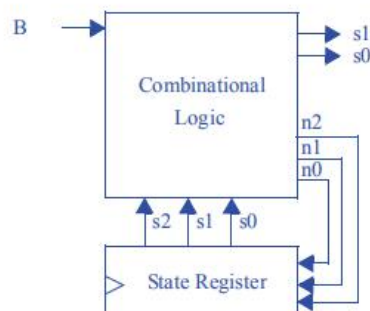 B
s1
s0
Combinational
Logic
n2
n1
n0
s2 s1 s0
State Register